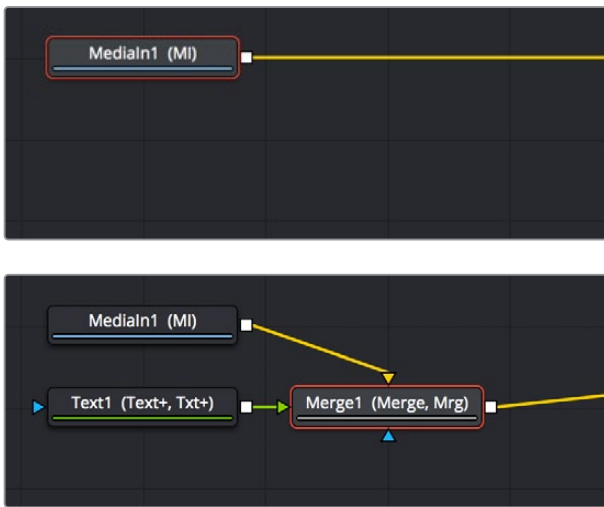 MediaIn1 (MI)
MediaIn1 (MI)
Text1 (Text+, Txt+)
Merge1 (Merge, Mrg)